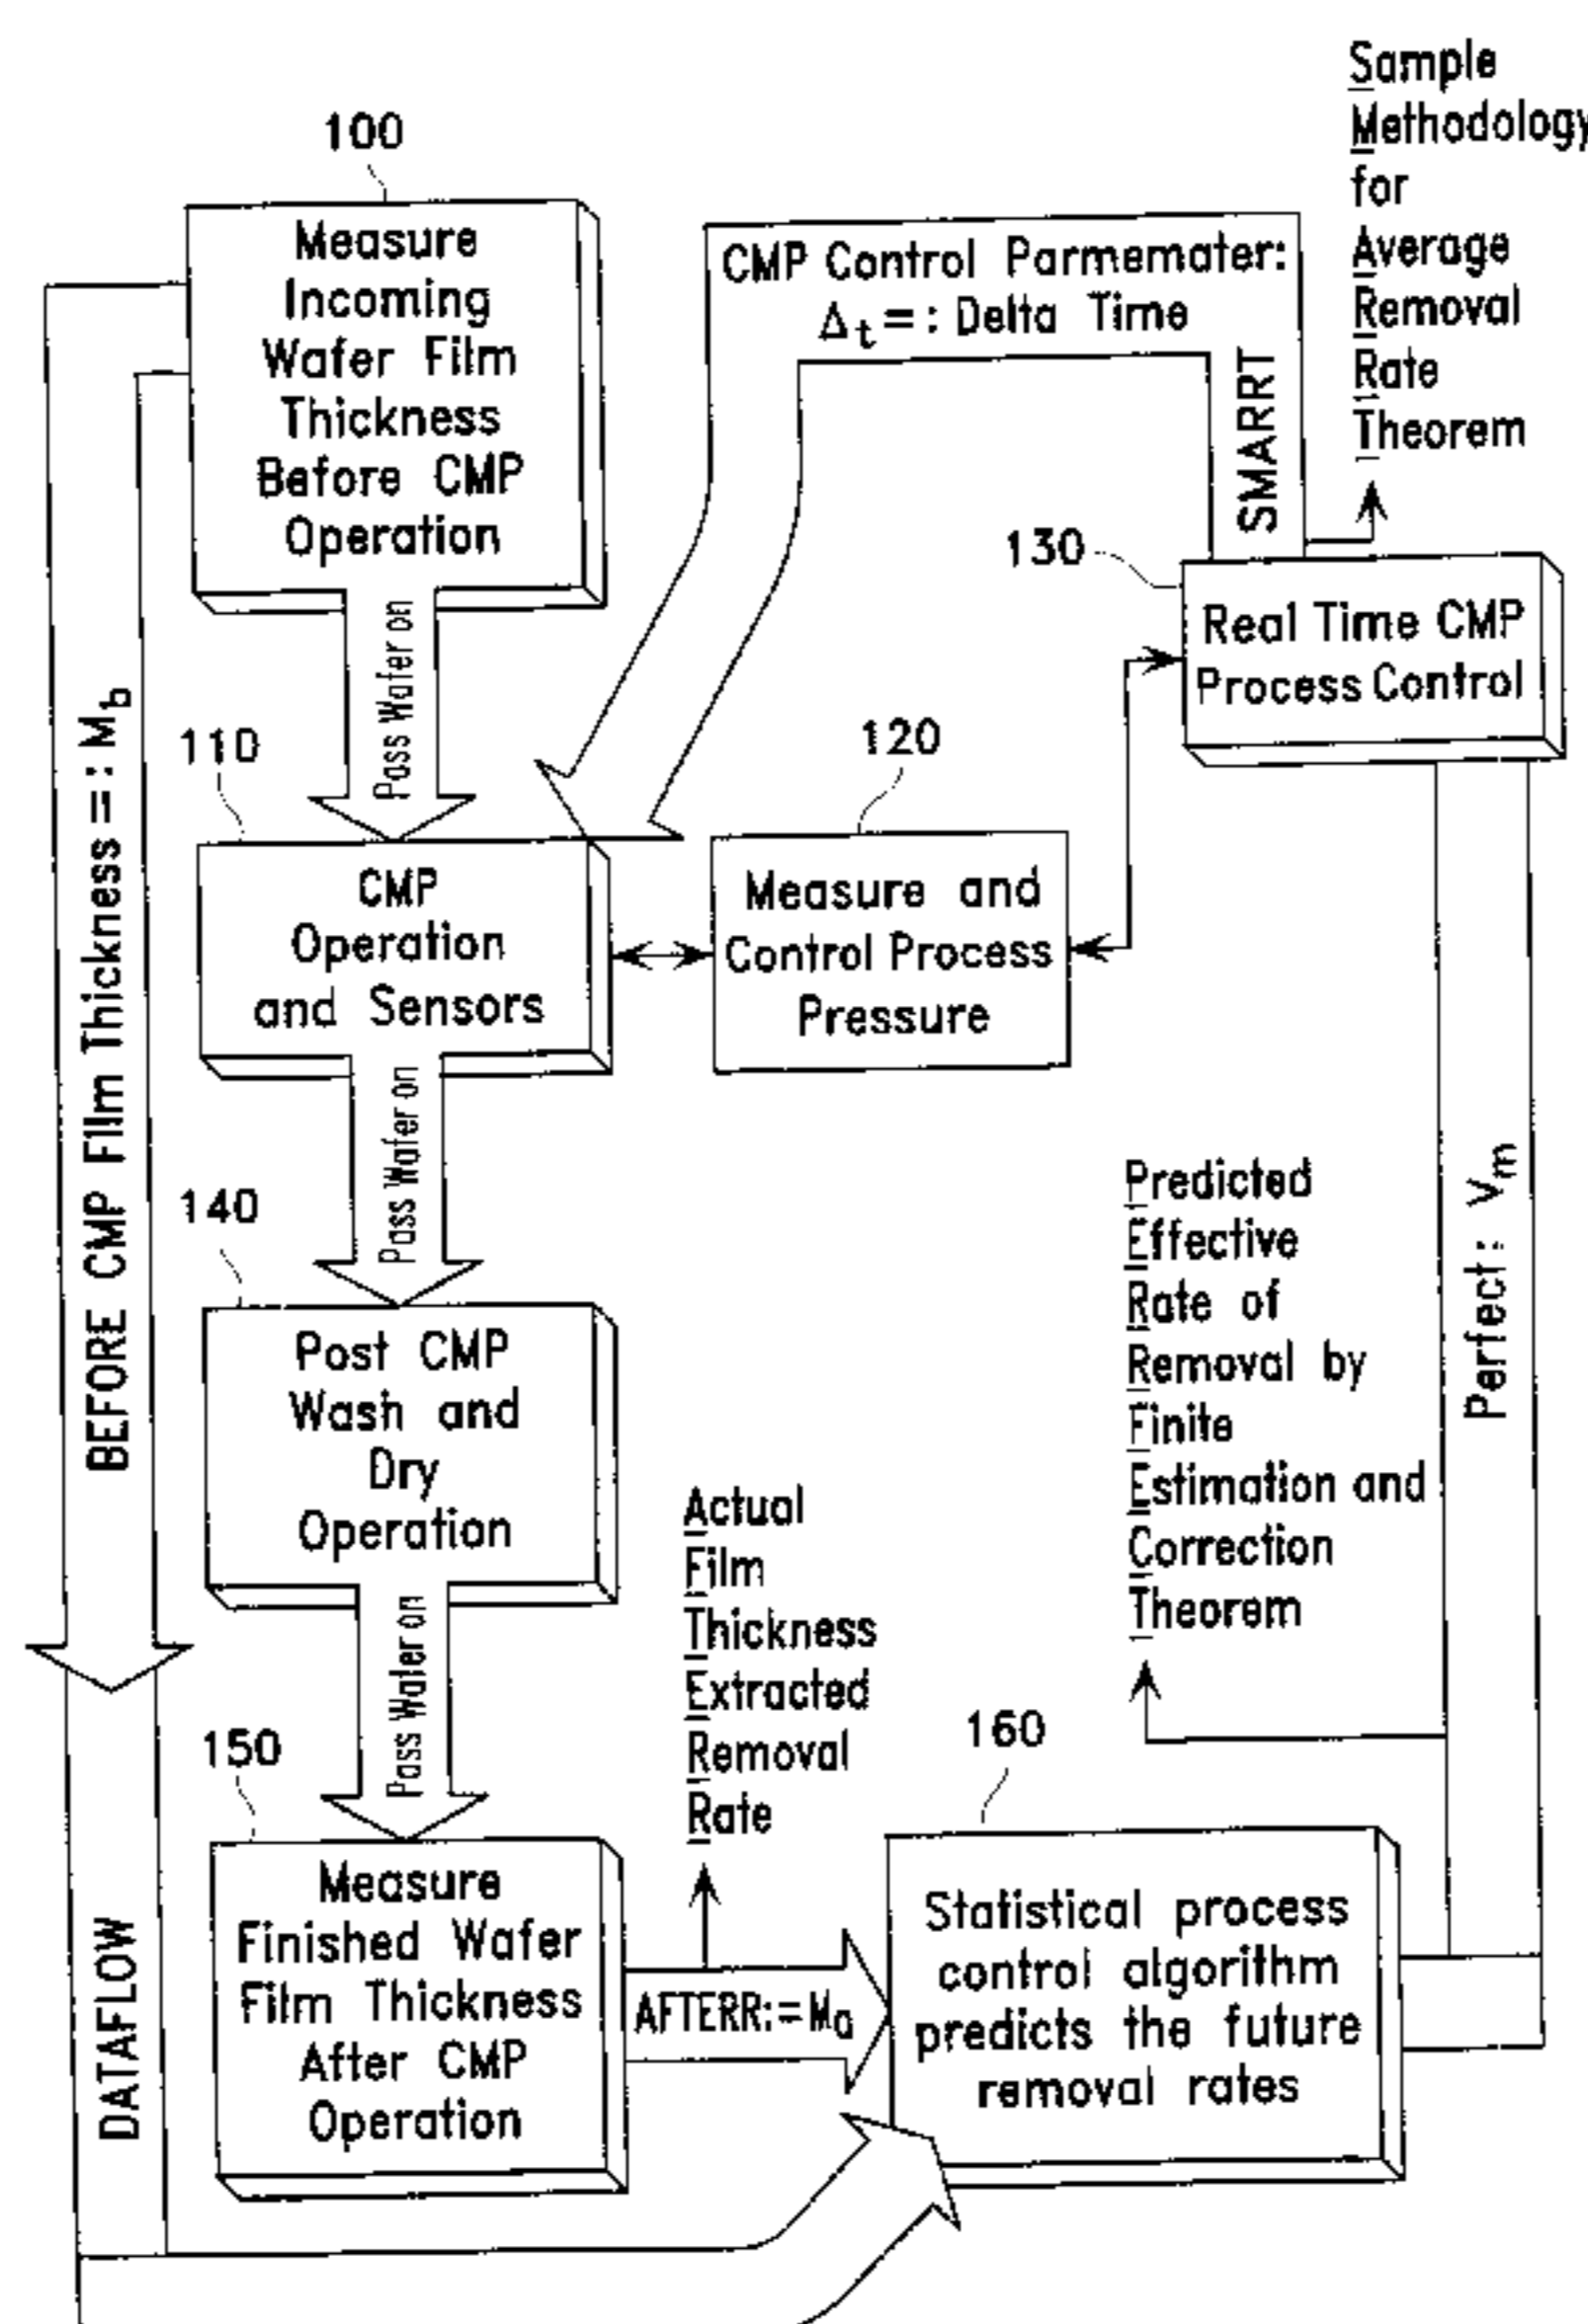 100
Measure
Incoming
Wafer Film
Thickness
Before CMP
Operation
CMP Control Parmemater:
Δt =: Delta Time
SMARRT
Sample
Methodology
for
Average
Removal
Rate
Theorem
130
Real Time CMP
Process Control
Pass Wafer on
110
CMP
Operation
and Sensors
120
Measure and
Control Process
Pressure
BEFORE CMP Film Thickness =: Mb
Pass Wafer on
140
Post CMP
Wash and
Dry
Operation
Predicted
Effective
Rate of
Removal by
Finite
Estimation and
Correction
Theorem
Perfect: Vm
Pass Wafer on
Actual
Film
Thickness
Extracted
Removal
Rate
150
Measure
Finished Wafer
Film Thickness
After CMP
Operation
AFTERR:=Ma
160
Statistical process
control algorithm
predicts the future
removal rates
DATAFLOW